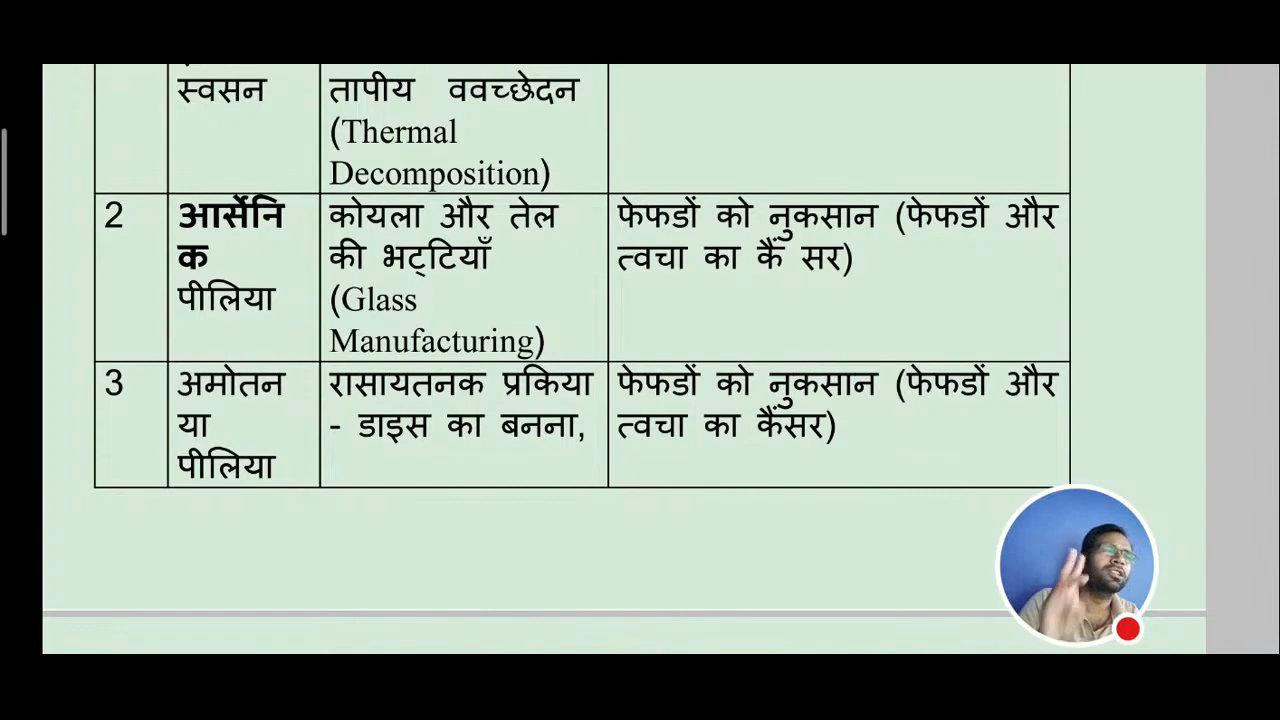 स्वसन
तापीय ववच्छेदन
(Thermal
Decomposition)
2
आर्सेनि
क
पीलिया
कोयला और तेल
की भट्टियाँ
(Glass
Manufacturing)
फेफडों को नुकसान (फेफडों और
त्वचा का कैं सर)
3
अमोतन
या
पीलिया
रासायतनक प्रकिया
- डाइस का बनना,
फेफडों को नुकसान (फेफडों और
त्वचा का कैंसर)